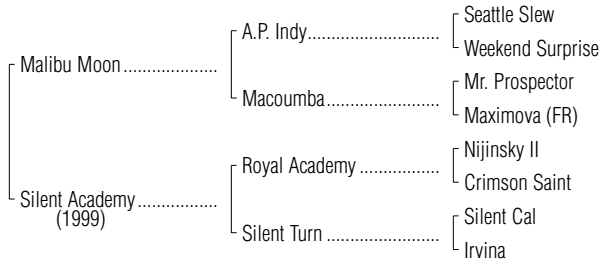 Seattle Slew
A.P. Indy
Weekend Surprise
Malibu Moon
Mr. Prospector
Macoumba
Maximova (FR)
Nijinsky II
Royal Academy
Crimson Saint
Silent Academy
(1999)
Silent Cal
Silent Turn
Irvina